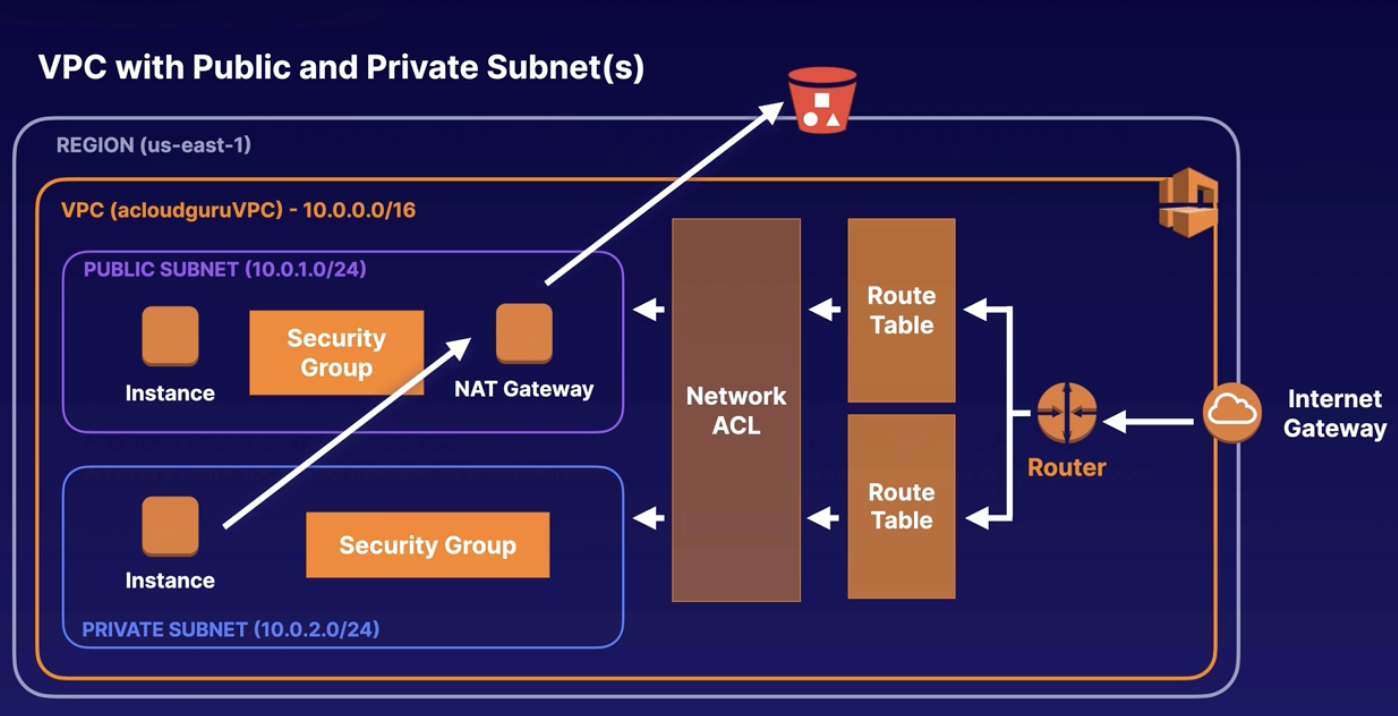 VPC with Public and Private Subnet(s)
REGION (us-east-1)
VPC (acloudguruVPC) - 10.0.0.0/16
PUBLIC SUBNET (10.0.1.0/24)
Instance
Security
Group
NAT Gateway
Instance
Security Group
PRIVATE SUBNET (10.0.2.0/24)
Network
ACL
Route
Table
Route
Table
Router
Internet
Gateway